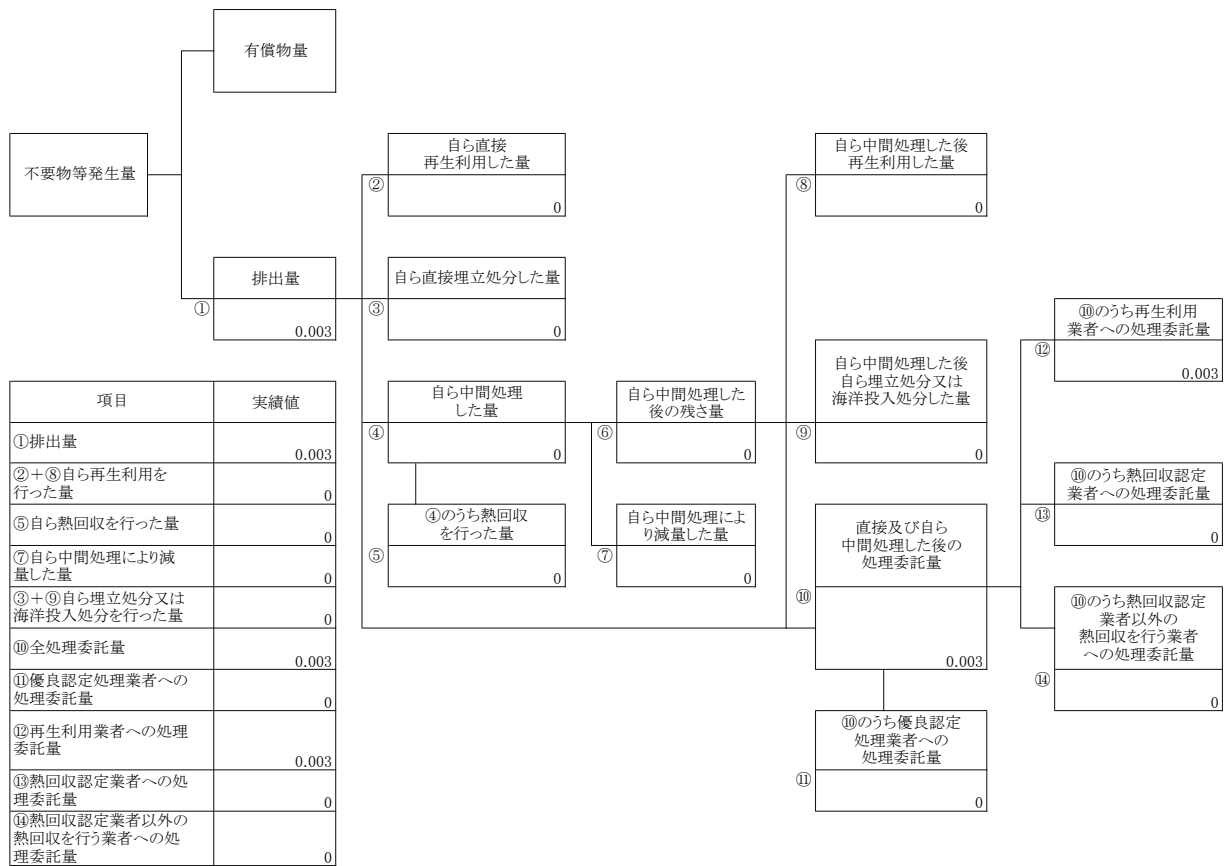 有償物量
不要物等発生量
排出量
①
0.003
自ら直接
再生利用した量
②
0
自ら直接埋立処分した量
③
0
自ら中間処理
した量
④
0
④のうち熱回収
を行った量
⑤
0
自ら中間処理した
後の残さ量
⑥
0
自ら中間処理によ
り減量した量
⑦
0
自ら中間処理した後
再生利用した量
⑧
0
自ら中間処理した後
自ら埋立処分又は
海洋投入処分した量
⑨
0
直接及び自ら
中間処理した後の
処理委託量
⑩
0.003
⑩のうち優良認定
処理業者への
処理委託量
⑪
0
⑩のうち再生利用
業者への処理委託量
⑫
0.003
⑩のうち熱回収認定
業者への処理委託量
⑬
0
⑩のうち熱回収認定
業者以外の
熱回収を行う業者
への処理委託量
⑭
0
項目 実績値
①排出量
0.003
②＋⑧自ら再生利用を
行った量 0
⑤自ら熱回収を行った量
0
⑦自ら中間処理により減
量した量 0
③＋⑨自ら埋立処分又は
海洋投入処分を行った量 0
⑩全処理委託量
0.003
⑪優良認定処理業者への
処理委託量 0
⑫再生利用業者への処理
委託量
0.003
⑬熱回収認定業者への処
理委託量 0
⑭熱回収認定業者以外の
熱回収を行う業者への処
理委託量 0